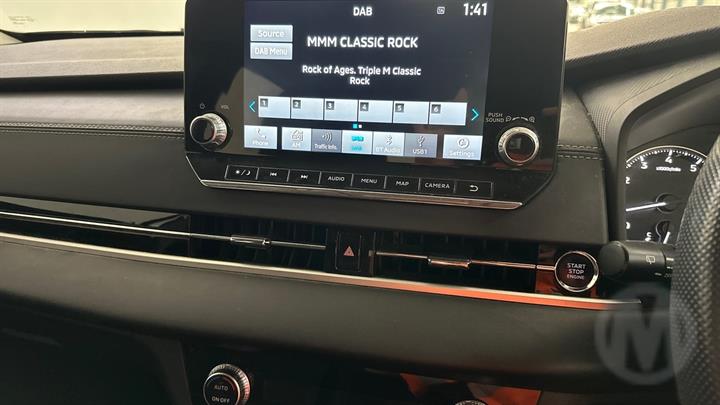 DAB
1:41
Source
MMM CLASSIC ROCK
DAB Menu
Rock of Ages. Triple M Classic
Rock
1 2 3 4 5 6
VOL
PUSH
SOUND
Phone AM Traffic Info. BT Audio USB1 Settings
AUDIO MENU MAP CAMERA
START
STOP
ENGINE
AUTO
ON OFF
M